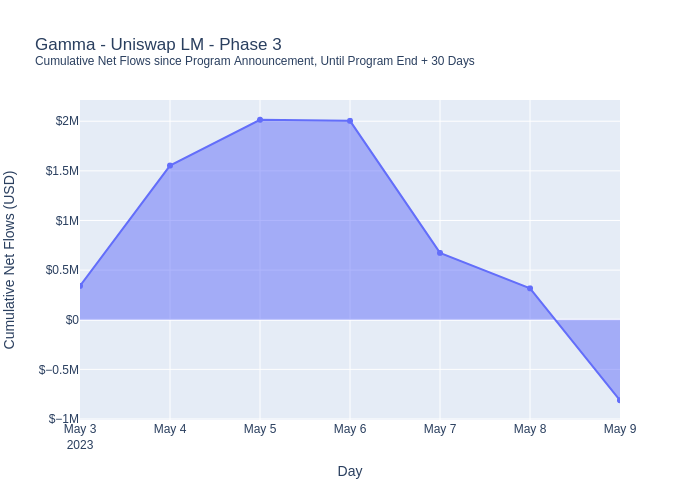 Gamma - Uniswap LM - Phase 3
Cumulative Net Flows since Program Announcement, Until Program End + 30 Days
Cumulative Net Flows (USD)
$2M
$1.5M
$1M
$0.5M
$0
$−0.5M
$−1M
May 3 May 4 May 5 May 6 May 7 May 8 May 9
2023
Day